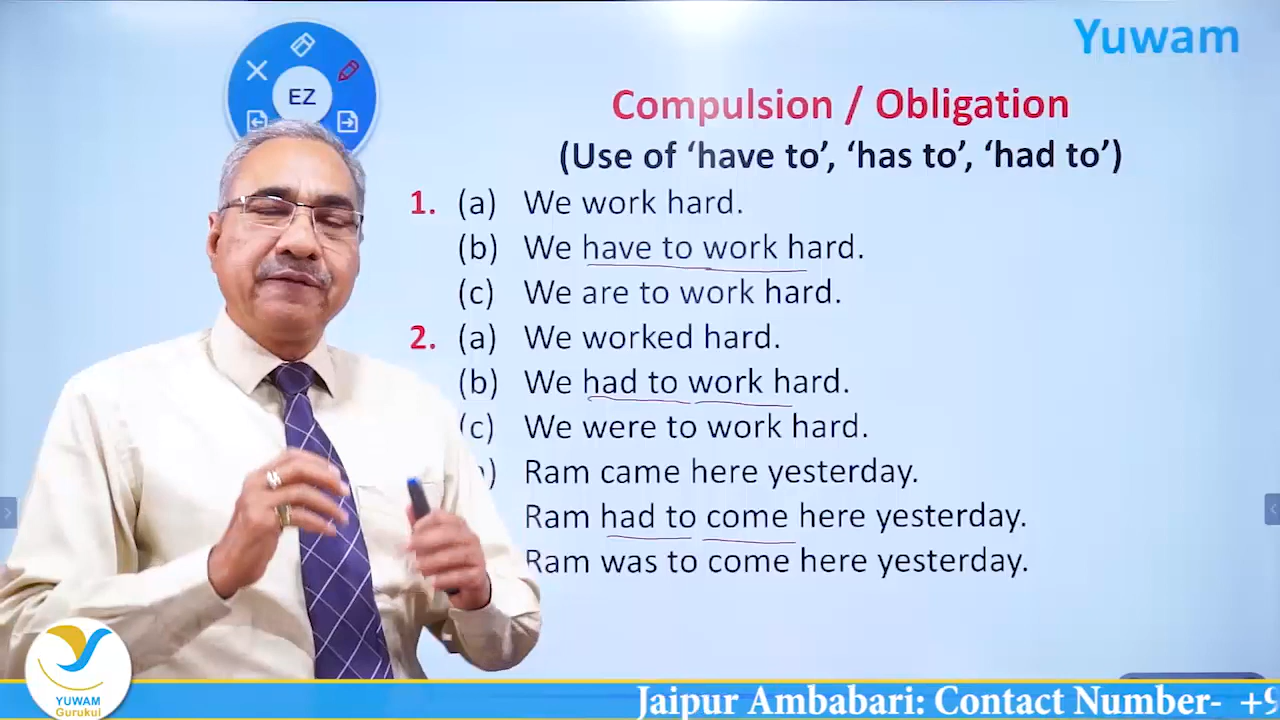 Yuwam
EZ
Compulsion / Obligation
(Use of ‘have to’, ‘has to’, ‘had to’)
1. (a) We work hard.
(b) We have to work hard.
(c) We are to work hard.
2. (a) We worked hard.
(b) We had to work hard.
(c) We were to work hard.
) Ram came here yesterday.
Ram had to come here yesterday.
Ram was to come here yesterday.
YUWAM
Gurukul
Jaipur Ambabari: Contact Number- +9